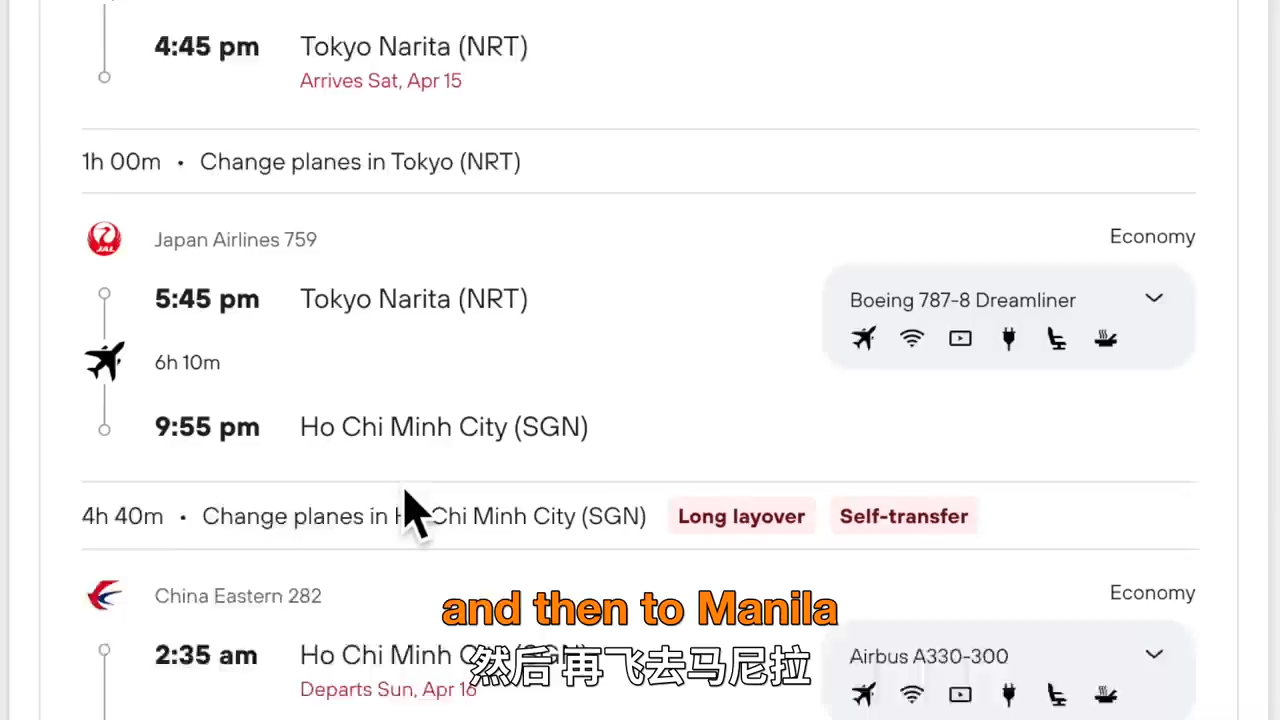 4:45 pm Tokyo Narita (NRT)
Arrives Sat, Apr 15
1h 00m • Change planes in Tokyo (NRT)
JAL
Japan Airlines 759
Economy
5:45 pm Tokyo Narita (NRT)
Boeing 787-8 Dreamliner
6h 10m
9:55 pm Ho Chi Minh City (SGN)
4h 40m • Change planes in Chi Minh City (SGN) Long layover Self-transfer
China Eastern 282
Economy
and then to Manila
2:35 am Ho Chi Minh
Airbus A330-300
然后再飞去马尼拉
Departs Sun, Apr 16